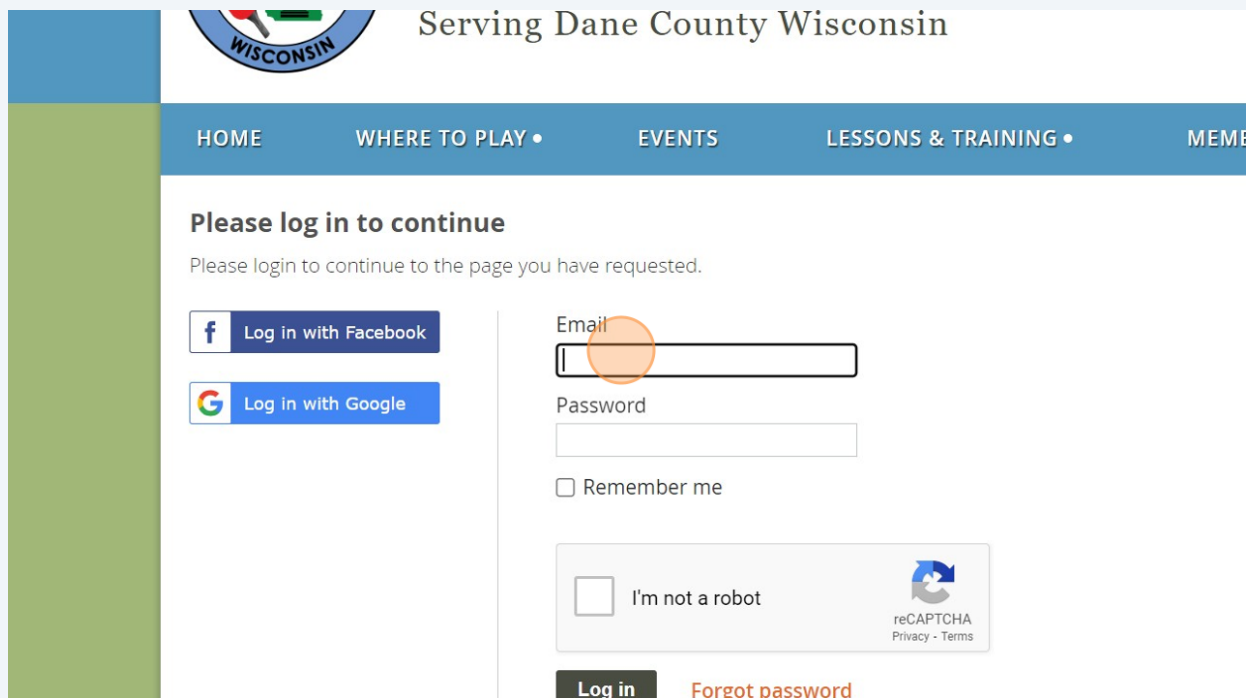 WISCONSIN
Serving Dane County Wisconsin
HOME WHERE TO PLAY • EVENTS LESSONS & TRAINING •
Please log in to continue
Please login to continue to the page you have requested.
f Log in with Facebook
G Log in with Google
Email
Password
Remember me
I'm not a robot
reCAPTCHA
Privacy - Terms
Log in Forgot password